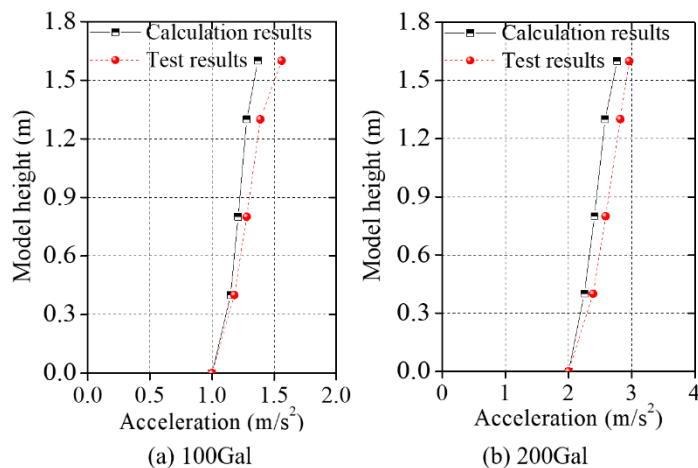 Calculation results
Test results
Model height (m)
1.8
1.5
1.2
0.9
0.6
0.3
0.0
0.0 0.5 1.0 1.5 2.0
Acceleration (m/s²)
(a) 100Gal
Calculation results
Test results
Model height (m)
1.8
1.5
1.2
0.9
0.6
0.3
0.0
0 1 2 3 4
Acceleration (m/s²)
(b) 200Gal